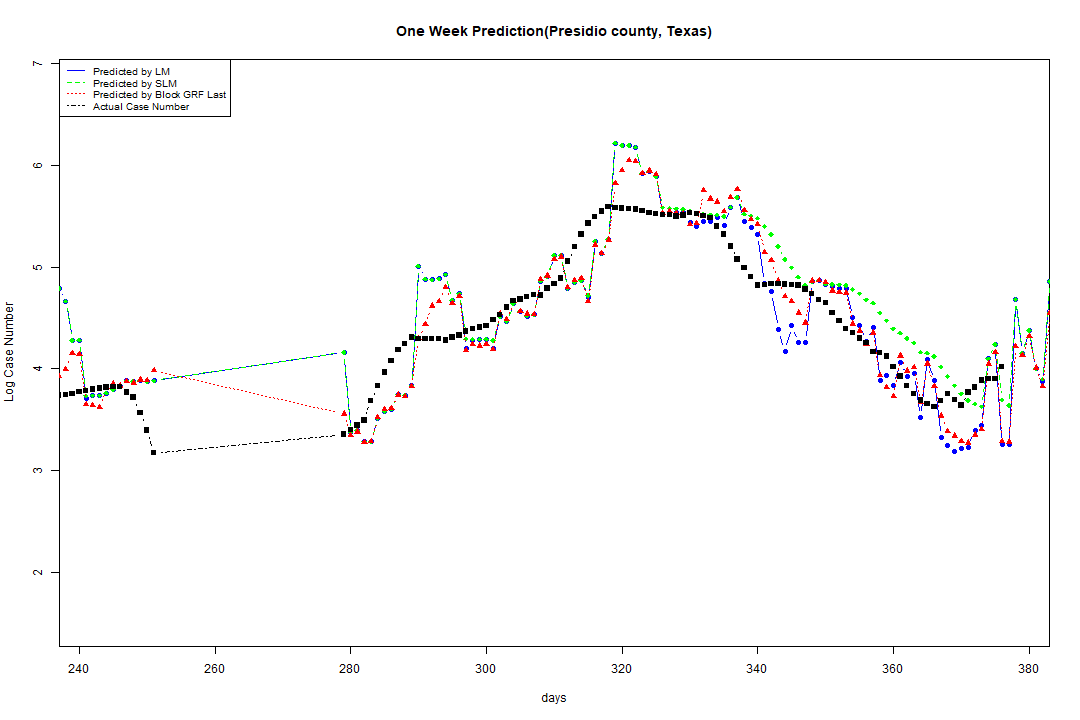 One Week Prediction(Presidio county, Texas)
Predicted by LM
Predicted by SLM
Predicted by Block GRF Last
Actual Case Number
Log Case Number
7
6
5
4
3
2
240 260 280 300 320 340 360 380
days